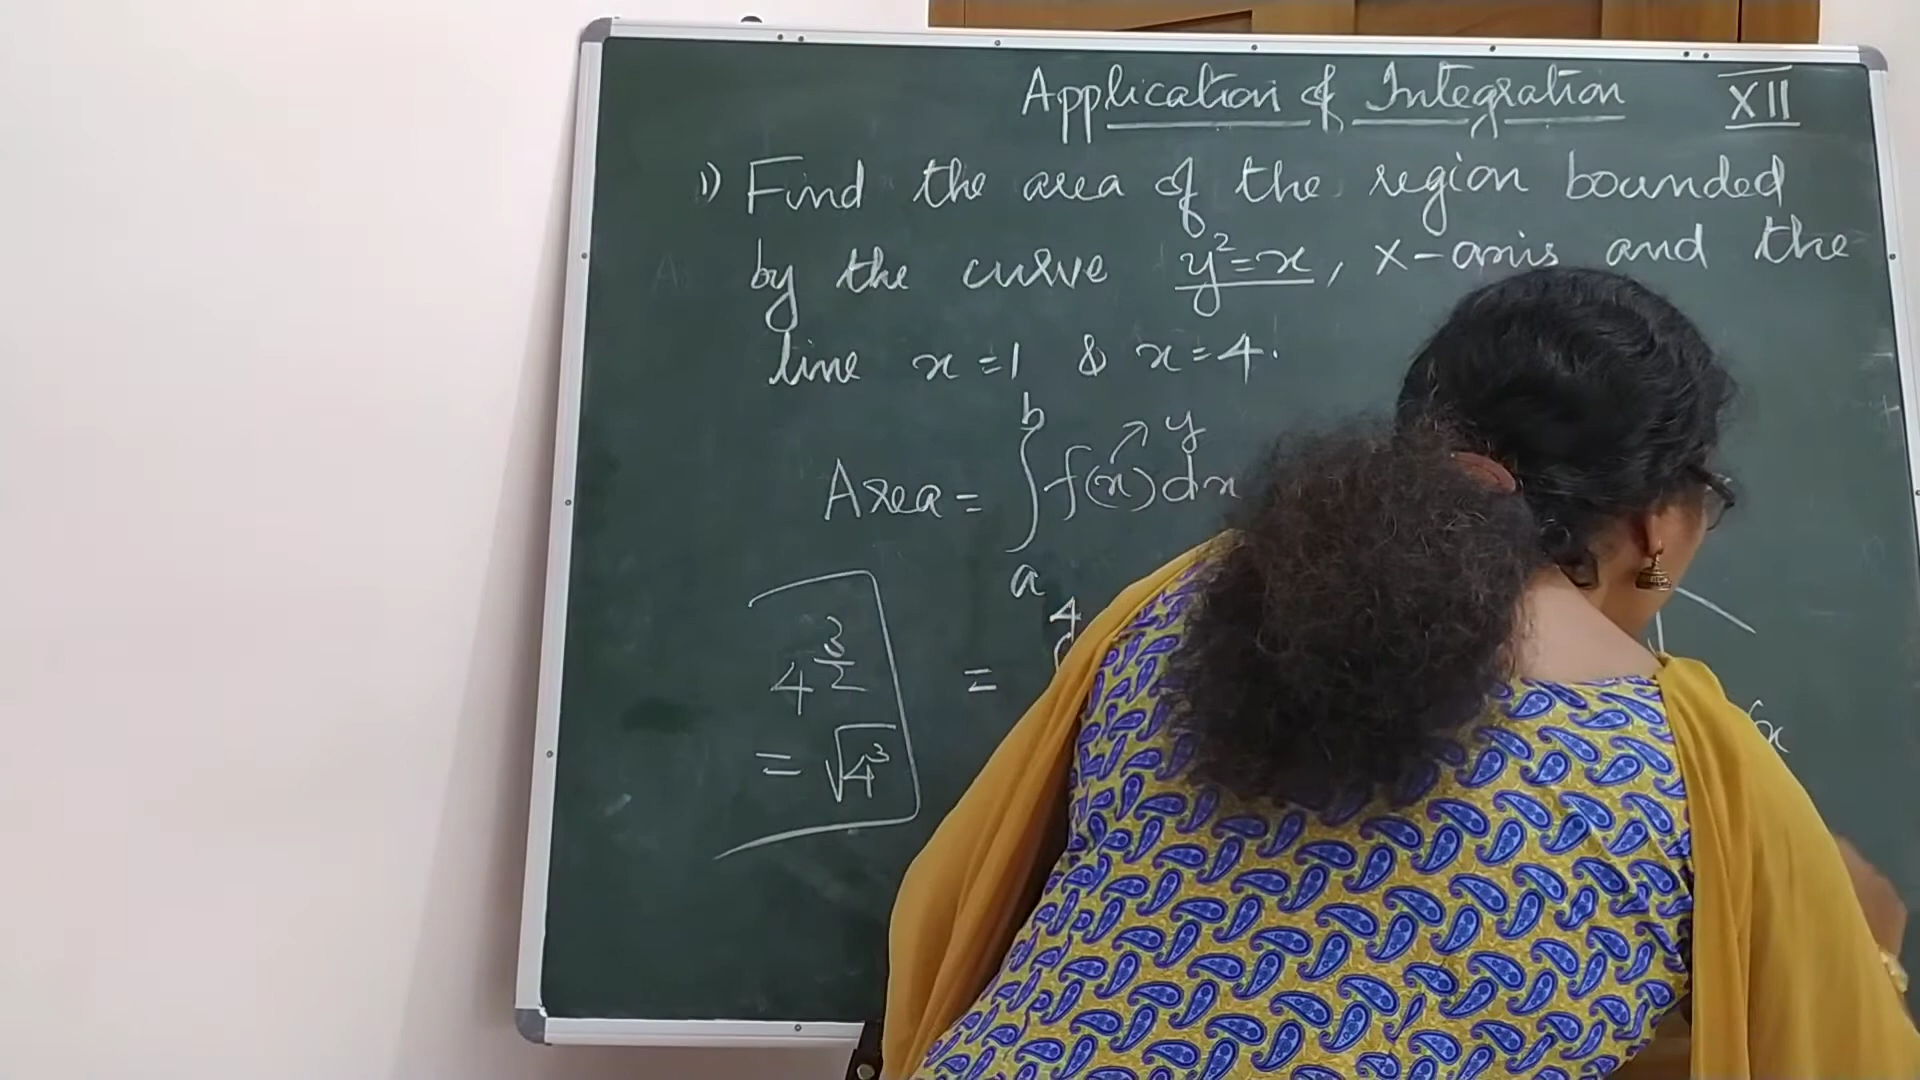 Application of Integration XII
1) Find the area of the region bounded
by the curve y²=x, X-axis and the
line x=1 & x=4.
b y
Area = ∫ f(x)dx
a
4
4^(3/2) =
= √4³
x